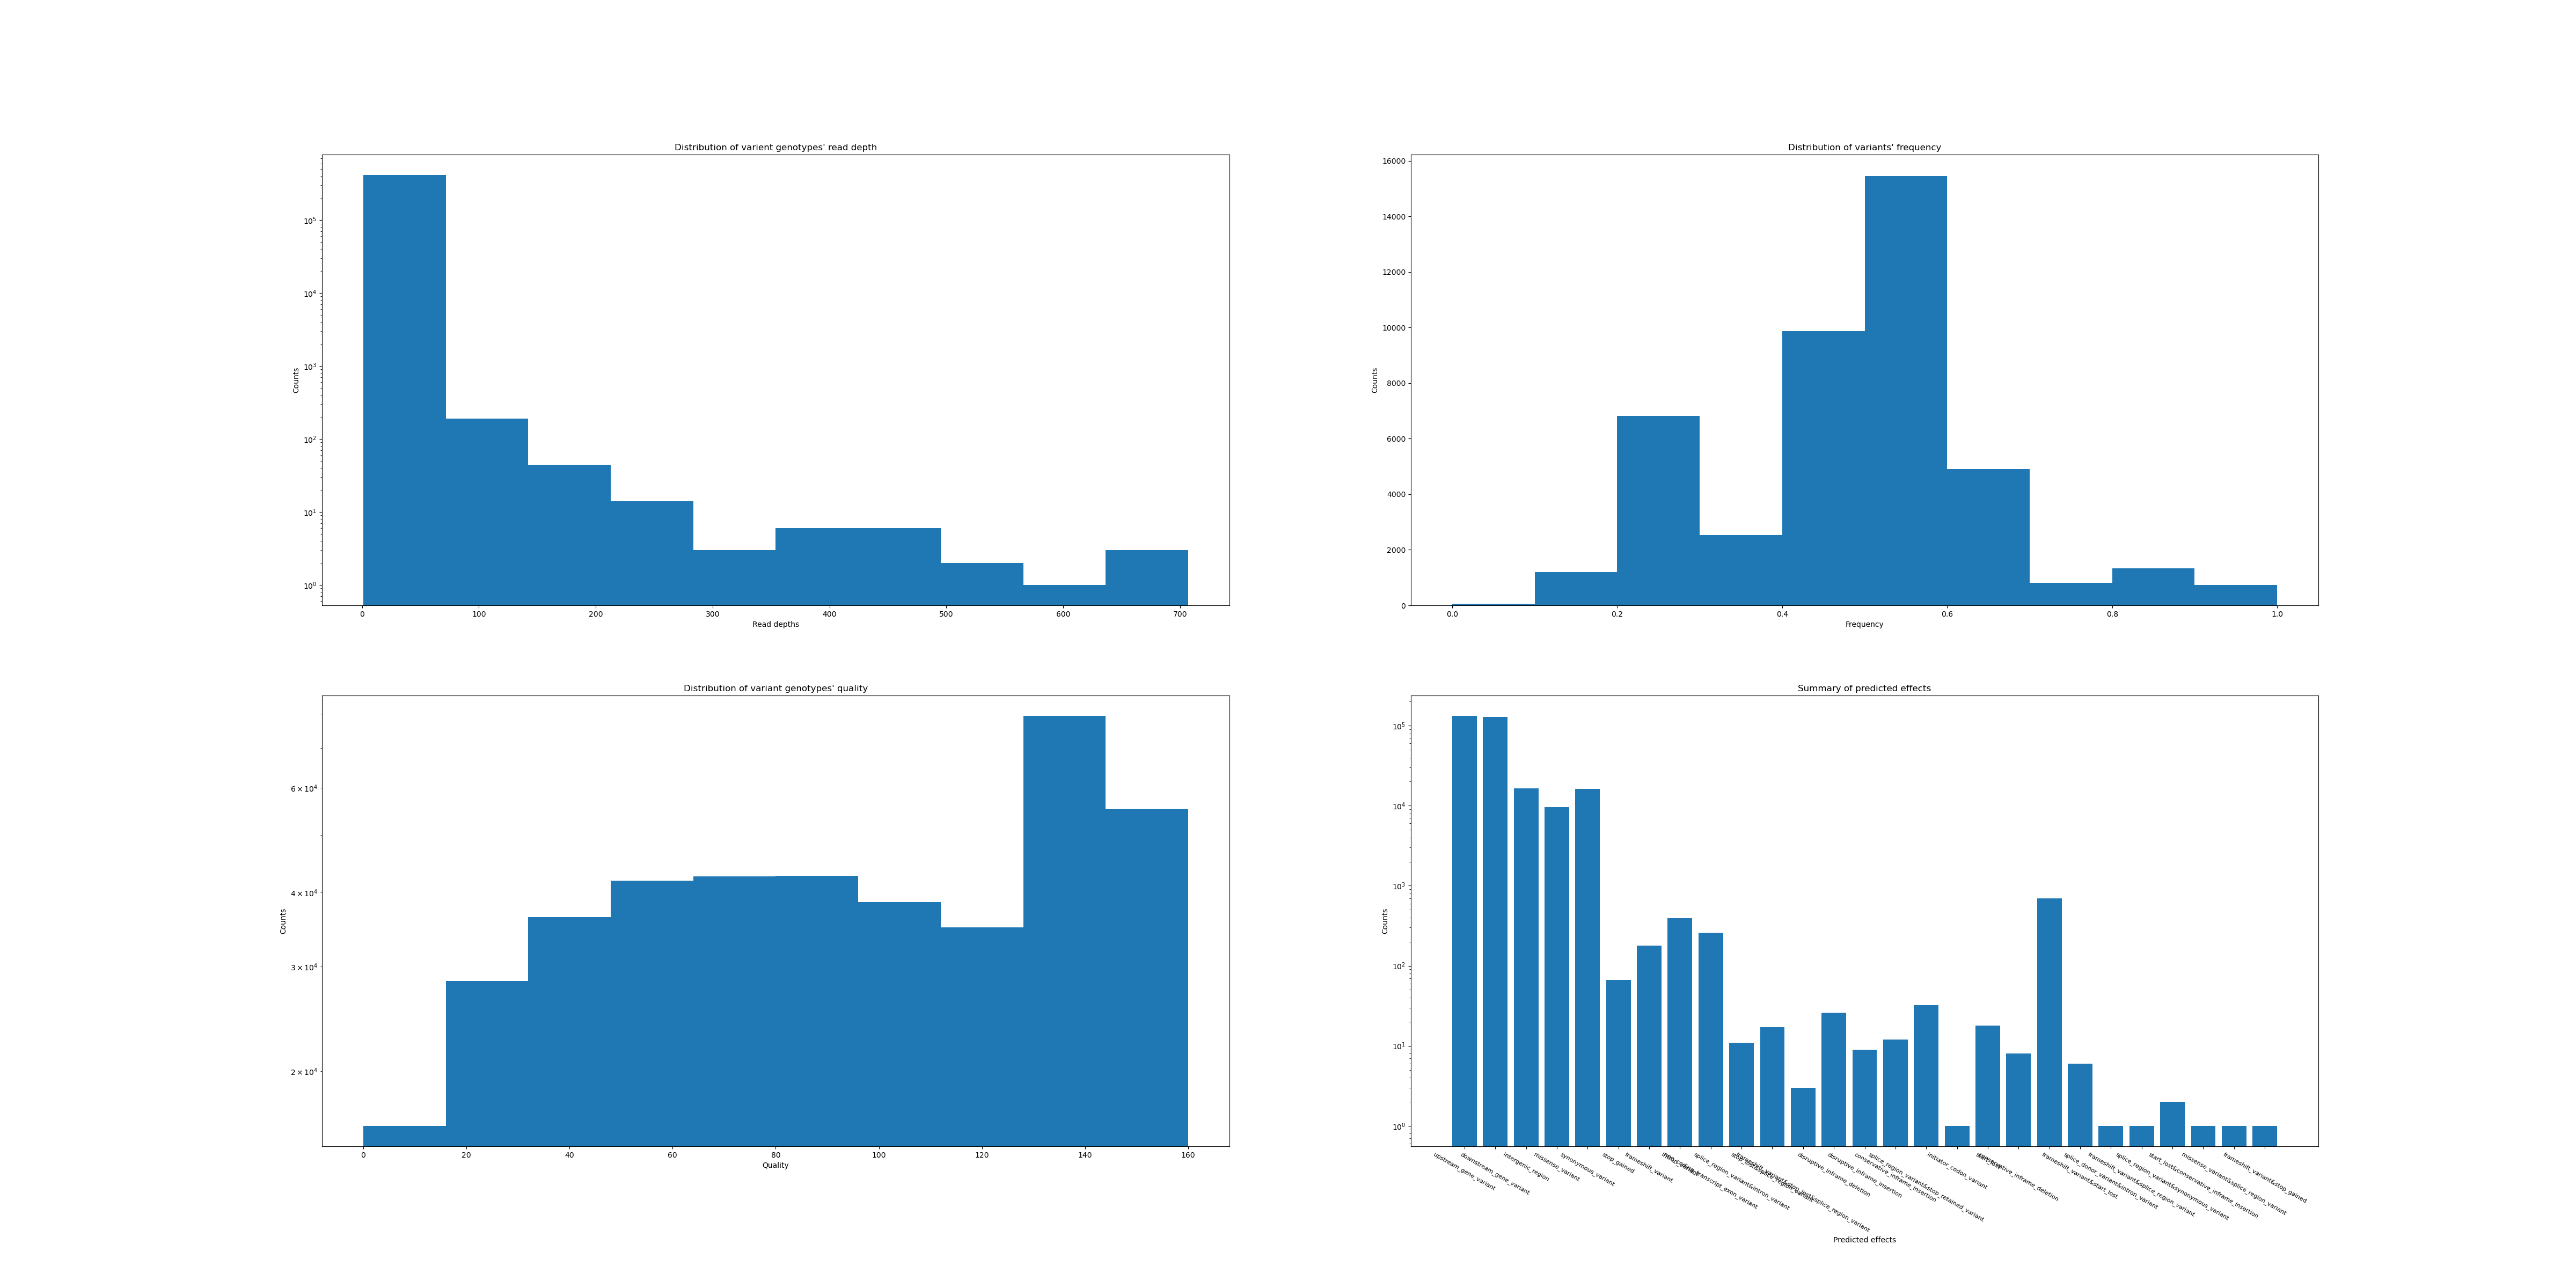 Distribution of varient genotypes' read depth
10^5
10^4
10^3
10^2
10^1
10^0
Counts
0 100 200 300 400 500 600 700
Read depths
Distribution of variants' frequency
16000
14000
12000
10000
8000
6000
4000
2000
0
Counts
0.0 0.2 0.4 0.6 0.8 1.0
Frequency
Distribution of variant genotypes' quality
6 × 10^4
4 × 10^4
3 × 10^4
2 × 10^4
Counts
0 20 40 60 80 100 120 140 160
Quality
Summary of predicted effects
10^5
10^4
10^3
10^2
10^1
10^0
Counts
upstream_gene_variant
downstream_gene_variant
intergenic_region
missense_variant
synonymous_variant
stop_gained
frameshift_variant
splice_region_variant&intron_variant
disruptive_inframe_deletion
disruptive_inframe_insertion
conservative_inframe_insertion
splice_region_variant&stop_retained_variant
initiator_codon_variant
frameshift_variant&start_lost
splice_donor_variant&intron_variant
frameshift_variant&splice_region_variant
splice_region_variant&synonymous_variant
start_lost&conservative_inframe_insertion
missense_variant&splice_region_variant
frameshift_variant&stop_gained
Predicted effects